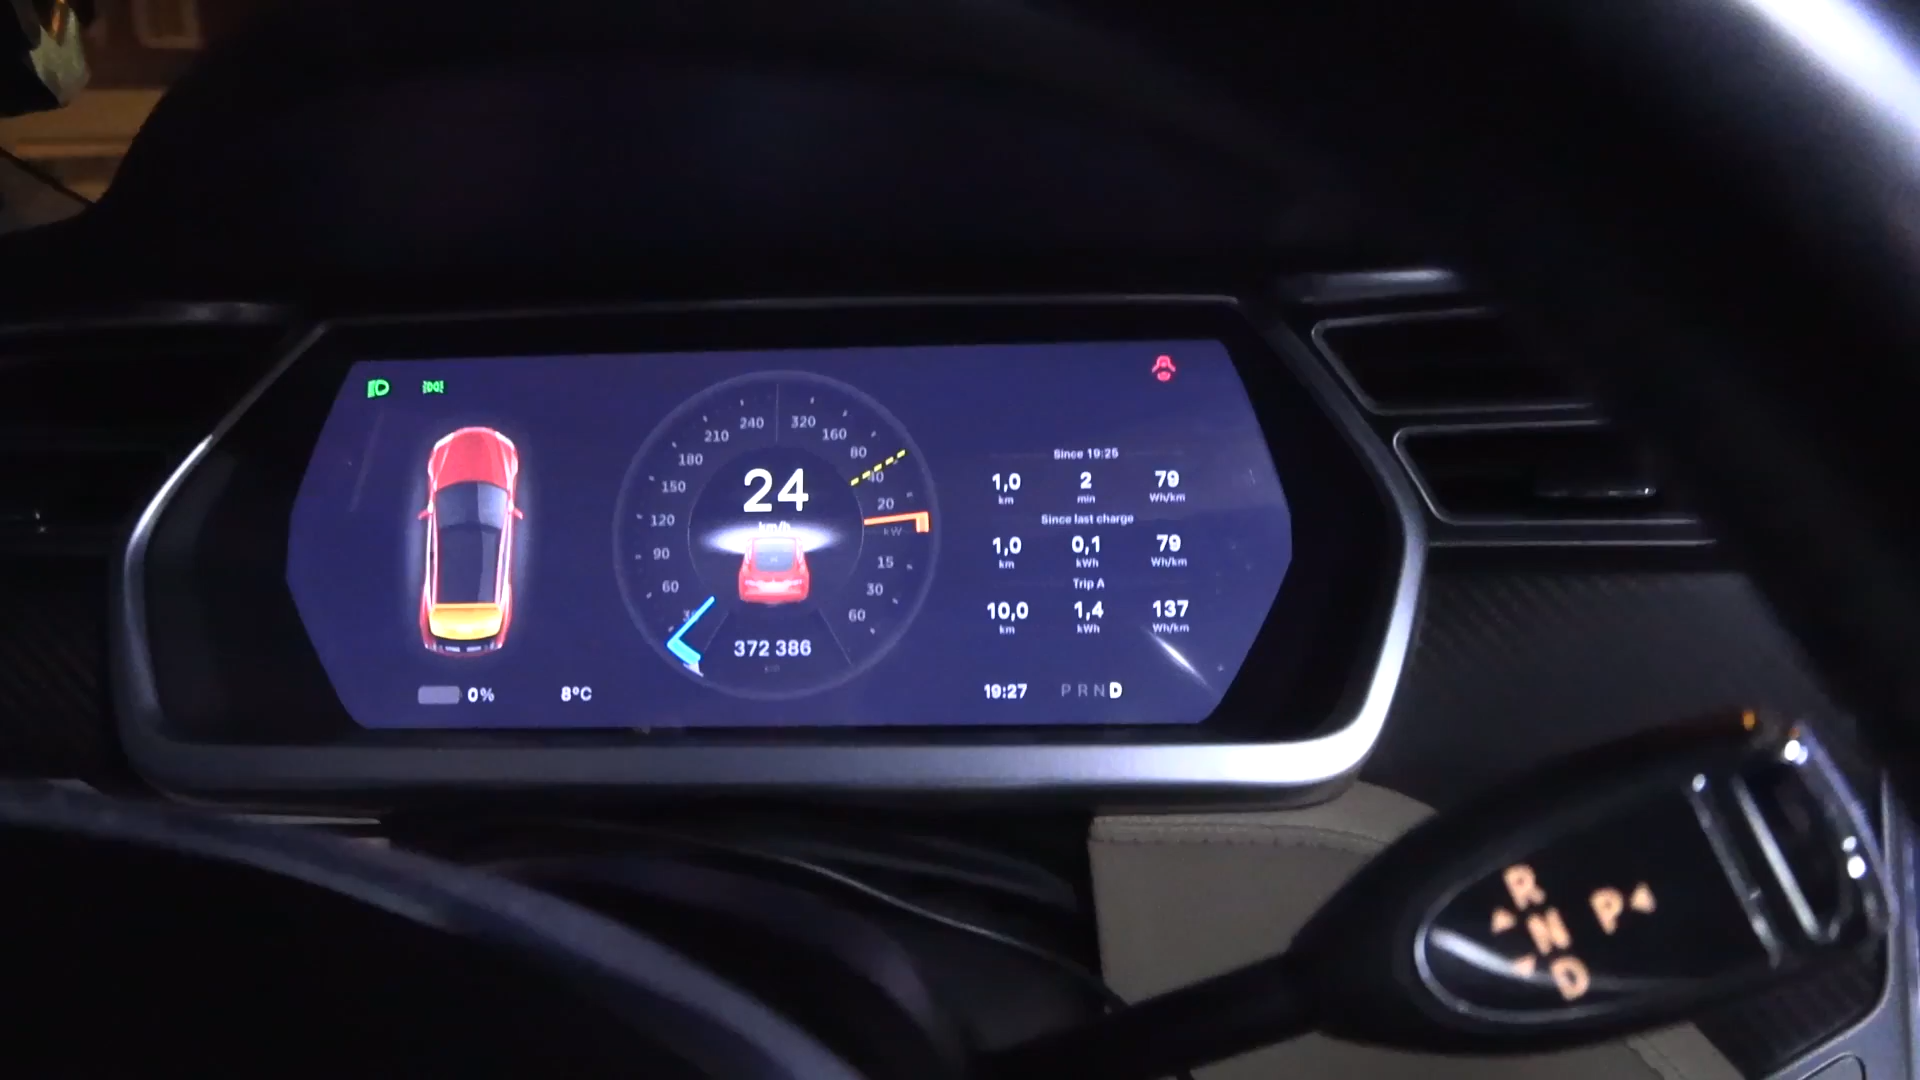 Since 19:25
1,0 2 79
km min Wh/km
Since last charge
1,0 0,1 79
km kWh Wh/km
Trip A
10,0 1,4 137
km kWh Wh/km
240 320
210 160
180 80
150 40
120 20
kW
90 15
60 30
60
24
km/h
372 386
0% 8°C
19:27 P R N D
R
N P
D